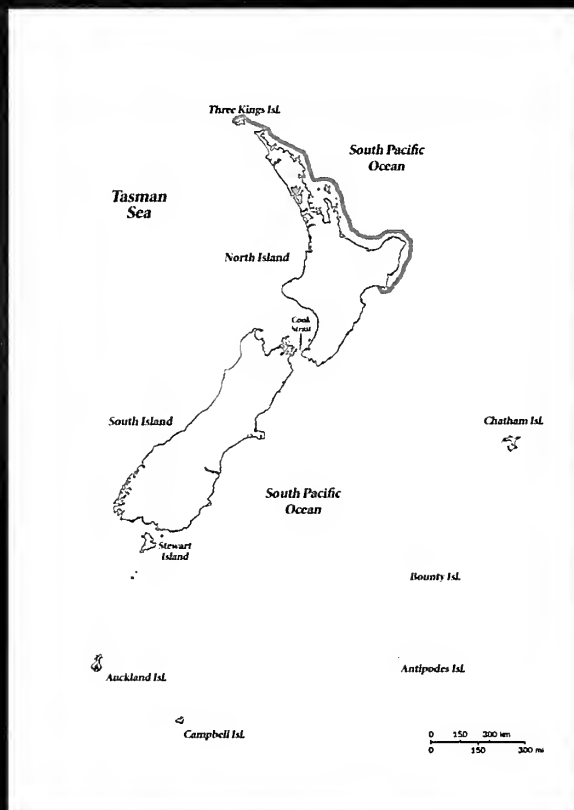 Three Kings Isl.
South Pacific
Ocean
Tasman
Sea
North Island
Cook
Strait
South Island
Chatham Isl.
South Pacific
Ocean
Stewart
Island
Bounty Isl.
Auckland Isl.
Antipodes Isl.
Campbell Isl.
0 150 300 km
0 150 300 mi